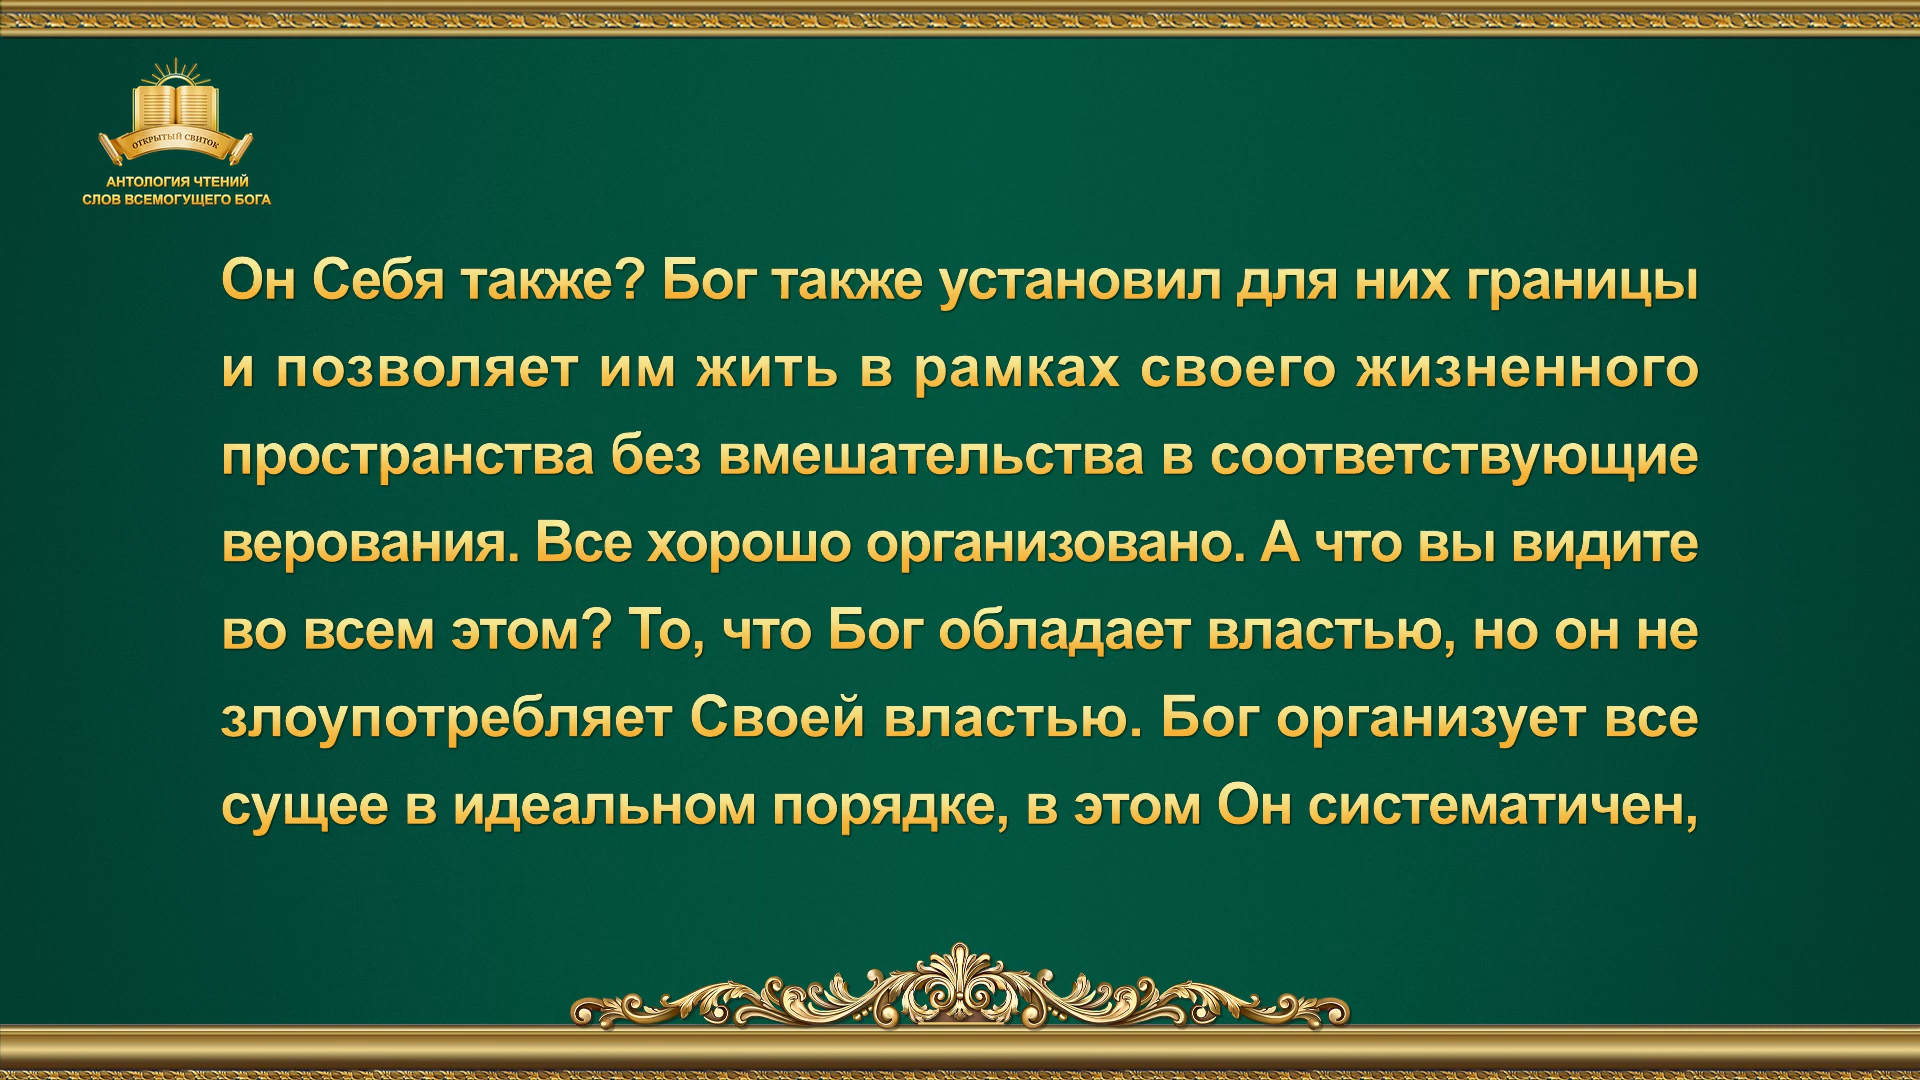 ОТКРЫТЫЙ СВИТОК
АНТОЛОГИЯ ЧТЕНИЙ
СЛОВ ВСЕМОГУЩЕГО БОГА
Он Себя также? Бог также установил для них границы
и позволяет им жить в рамках своего жизненного
пространства без вмешательства в соответствующие
верования. Все хорошо организовано. А что вы видите
во всем этом? То, что Бог обладает властью, но он не
злоупотребляет Своей властью. Бог организует все
сущее в идеальном порядке, в этом Он систематичен,